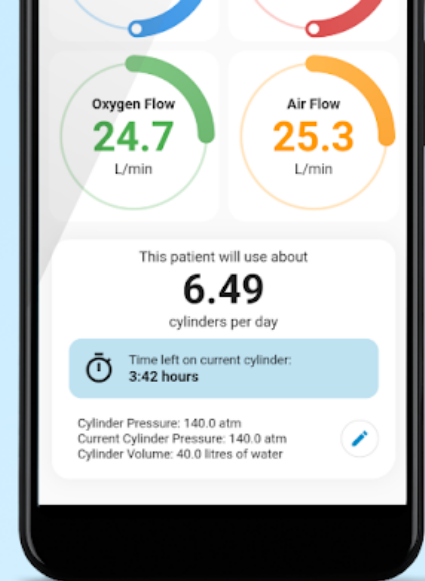 Oxygen Flow
24.7
L/min
Air Flow
25.3
L/min
This patient will use about
6.49
cylinders per day
Time left on current cylinder:
3:42 hours
Cylinder Pressure: 140.0 atm
Current Cylinder Pressure: 140.0 atm
Cylinder Volume: 40.0 litres of water